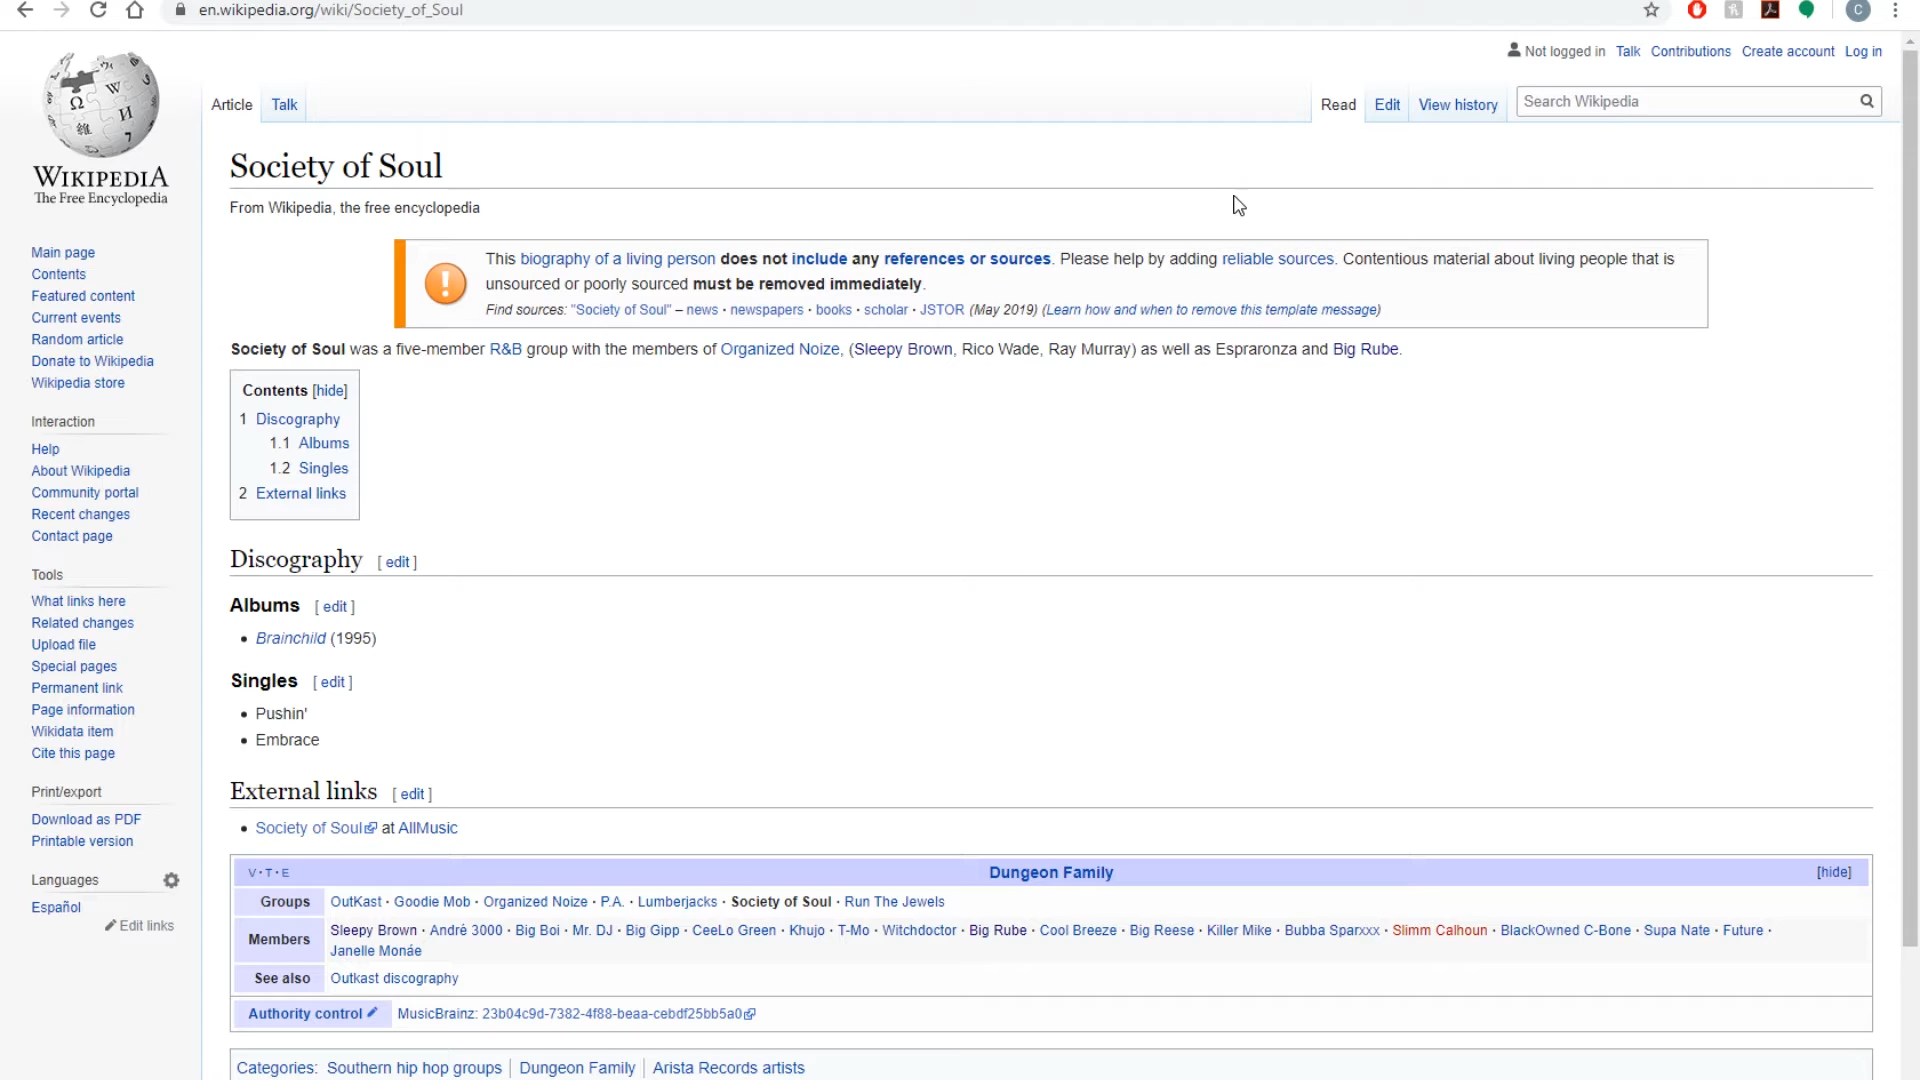 en.wikipedia.org/wiki/Society_of_Soul
C
Not logged in Talk Contributions Create account Log in
Article Talk Read Edit View history Search Wikipedia
WIKIPEDIA
The Free Encyclopedia
Society of Soul
From Wikipedia, the free encyclopedia
This biography of a living person does not include any references or sources. Please help by adding reliable sources. Contentious material about living people that is
unsourced or poorly sourced must be removed immediately.
Find sources: "Society of Soul" – news · newspapers · books · scholar · JSTOR (May 2019) (Learn how and when to remove this template message)
Society of Soul was a five-member R&B group with the members of Organized Noize, (Sleepy Brown, Rico Wade, Ray Murray) as well as Espraronza and Big Rube.
Contents [hide]
1 Discography
1.1 Albums
1.2 Singles
2 External links
Discography [ edit ]
Albums [ edit ]
• Brainchild (1995)
Singles [ edit ]
• Pushin'
• Embrace
External links [ edit ]
• Society of Soul at AllMusic
V · T · E Dungeon Family [hide]
Groups OutKast · Goodie Mob · Organized Noize · P.A. · Lumberjacks · Society of Soul · Run The Jewels
Members Sleepy Brown · André 3000 · Big Boi · Mr. DJ · Big Gipp · CeeLo Green · Khujo · T-Mo · Witchdoctor · Big Rube · Cool Breeze · Big Reese · Killer Mike · Bubba Sparxxx · Slimm Calhoun · BlackOwned C-Bone · Supa Nate · Future ·
Janelle Monáe
See also Outkast discography
Authority control MusicBrainz: 23b04c9d-7382-4f88-beaa-cebdf25bb5a0
Categories: Southern hip hop groups | Dungeon Family | Arista Records artists
Main page
Contents
Featured content
Current events
Random article
Donate to Wikipedia
Wikipedia store
Interaction
Help
About Wikipedia
Community portal
Recent changes
Contact page
Tools
What links here
Related changes
Upload file
Special pages
Permanent link
Page information
Wikidata item
Cite this page
Print/export
Download as PDF
Printable version
Languages
Español
Edit links